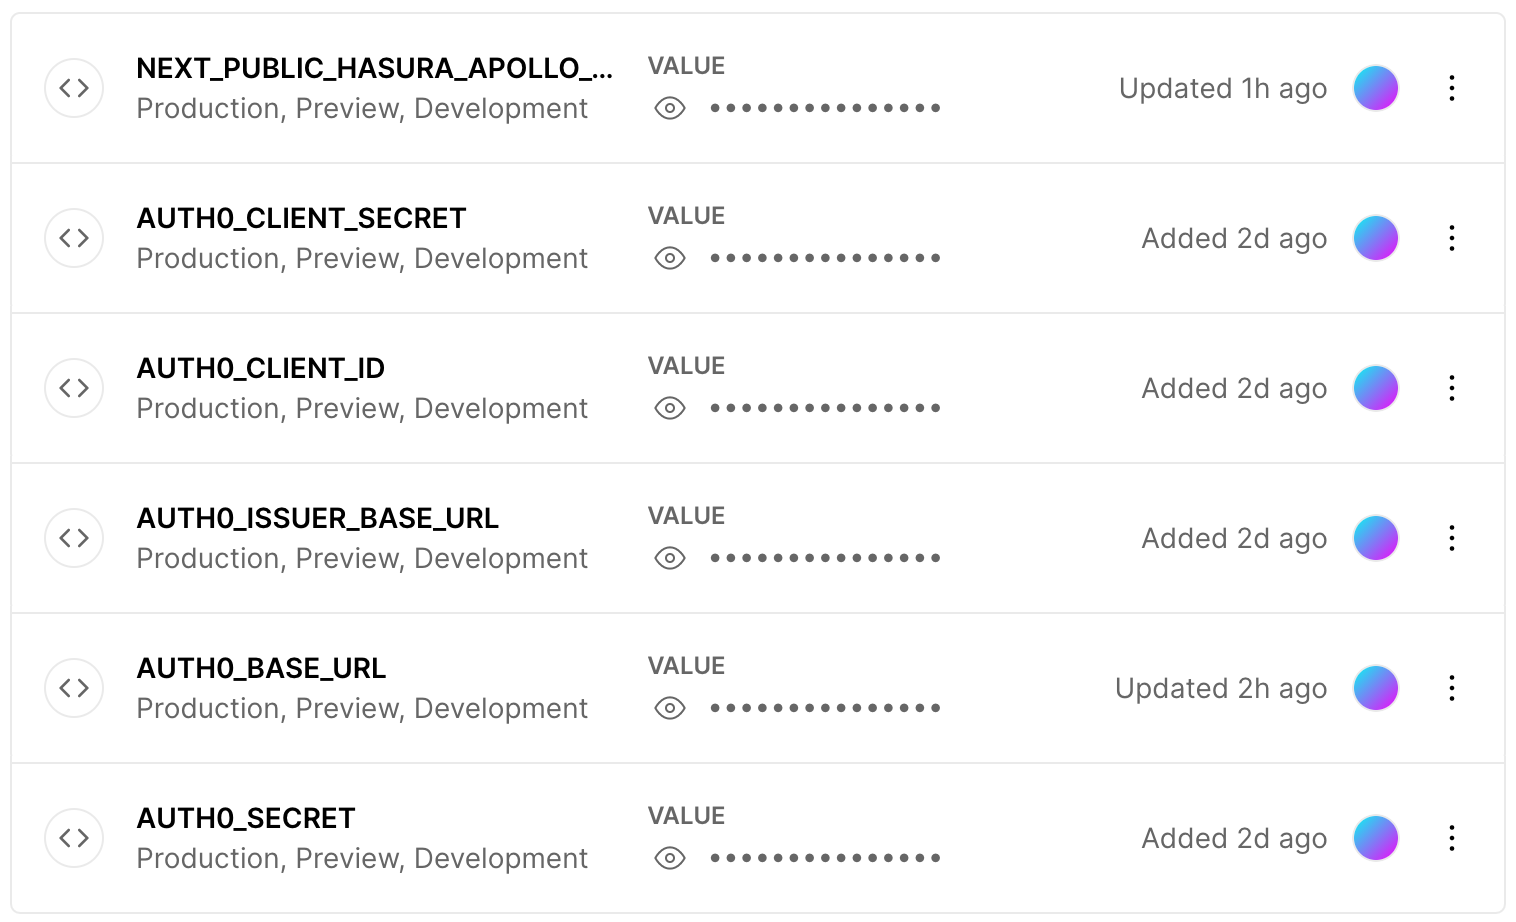 NEXT_PUBLIC_HASURA_APOLLO_...
Production, Preview, Development
VALUE
•••••••••••••••
Updated 1h ago
AUTH0_CLIENT_SECRET
Production, Preview, Development
VALUE
•••••••••••••••
Added 2d ago
AUTH0_CLIENT_ID
Production, Preview, Development
VALUE
•••••••••••••••
Added 2d ago
AUTH0_ISSUER_BASE_URL
Production, Preview, Development
VALUE
•••••••••••••••
Added 2d ago
AUTH0_BASE_URL
Production, Preview, Development
VALUE
•••••••••••••••
Updated 2h ago
AUTH0_SECRET
Production, Preview, Development
VALUE
•••••••••••••••
Added 2d ago